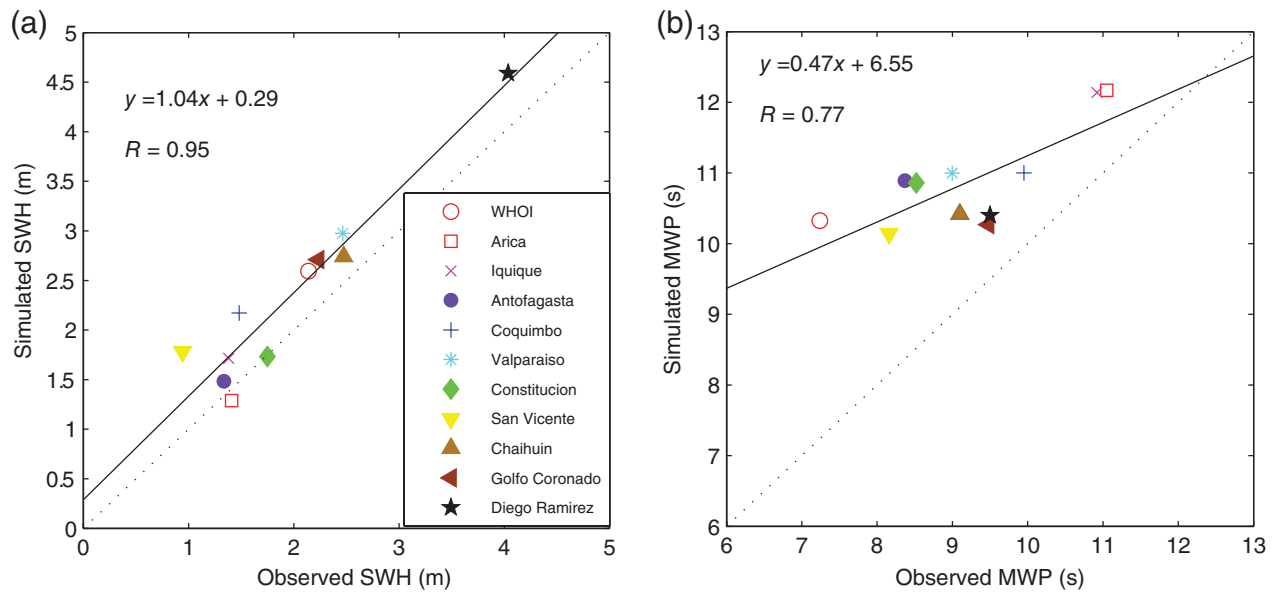 (a)
y =1.04x + 0.29
R = 0.95
5
4.5
4
3.5
3
2.5
2
1.5
1
0.5
0
Simulated SWH (m)
0 1 2 3 4 5
Observed SWH (m)
WHOI
Arica
Iquique
Antofagasta
Coquimbo
Valparaiso
Constitucion
San Vicente
Chaihuin
Golfo Coronado
Diego Ramirez
(b)
y =0.47x + 6.55
R = 0.77
13
12
11
10
9
8
7
6
Simulated MWP (s)
6 7 8 9 10 11 12 13
Observed MWP (s)